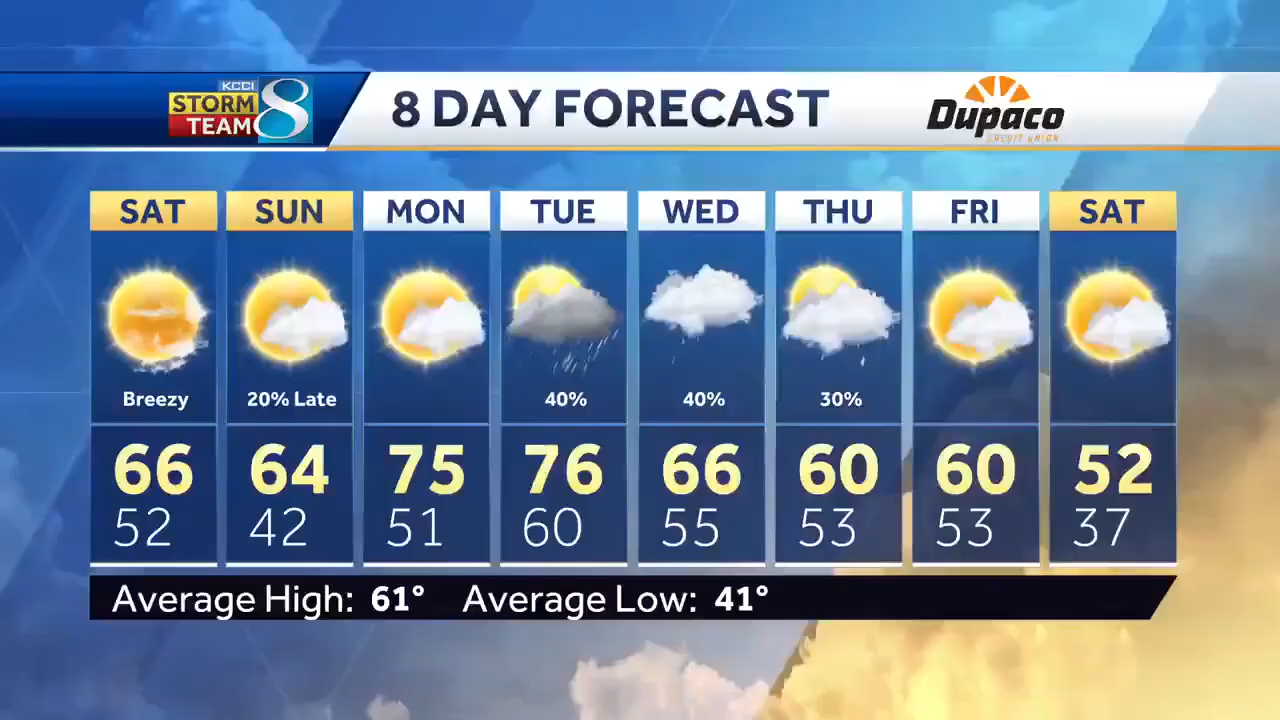 KCCI
STORM
TEAM 8
8 DAY FORECAST
Dupaco
CREDIT UNION
SAT SUN MON TUE WED THU FRI SAT
Breezy 20% Late 40% 40% 30%
66 64 75 76 66 60 60 52
52 42 51 60 55 53 53 37
Average High: 61° Average Low: 41°